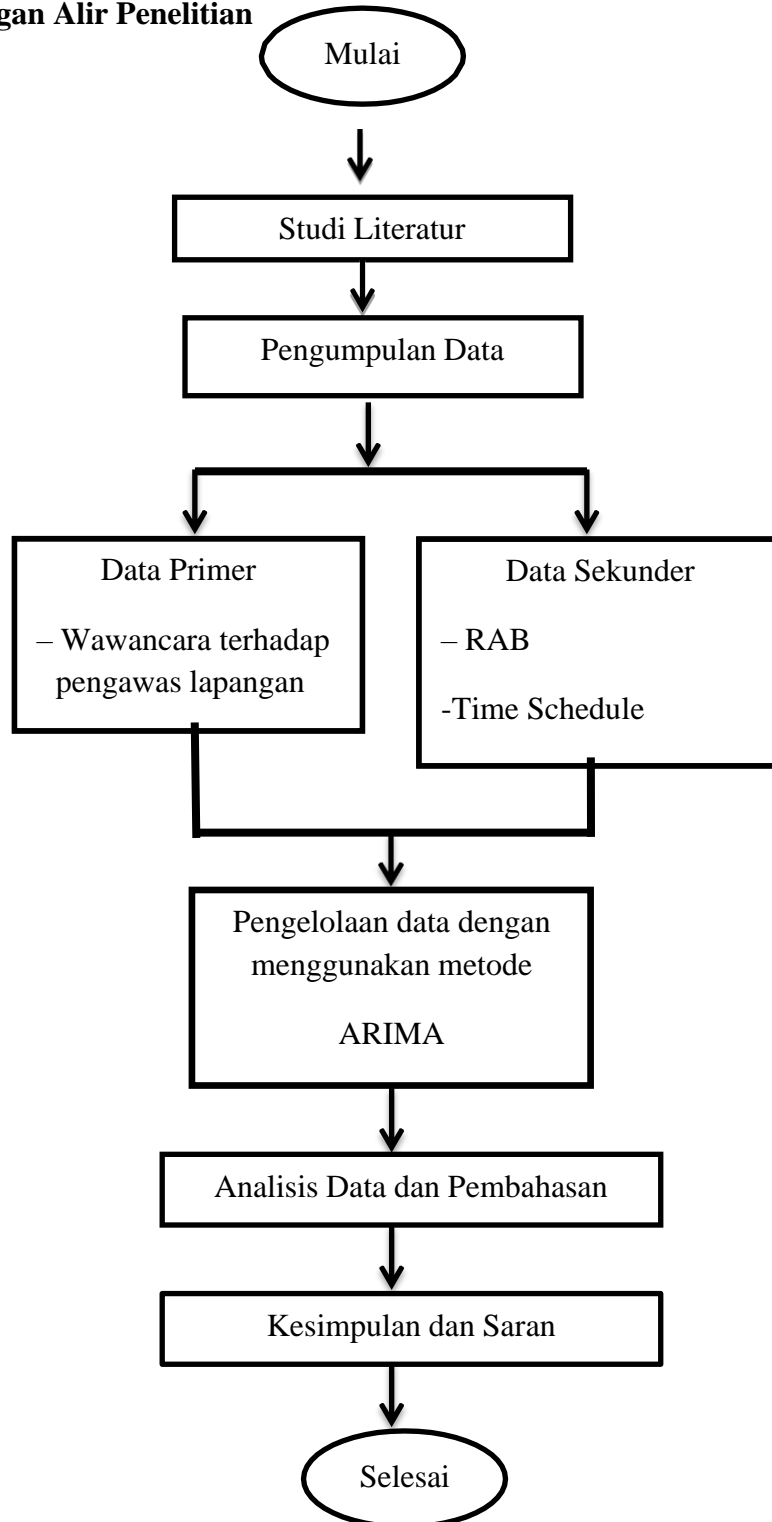 gan Alir Penelitian
Mulai
Studi Literatur
Pengumpulan Data
Data Primer
– Wawancara terhadap
pengawas lapangan
Data Sekunder
– RAB
-Time Schedule
Pengelolaan data dengan
menggunakan metode
ARIMA
Analisis Data dan Pembahasan
Kesimpulan dan Saran
Selesai